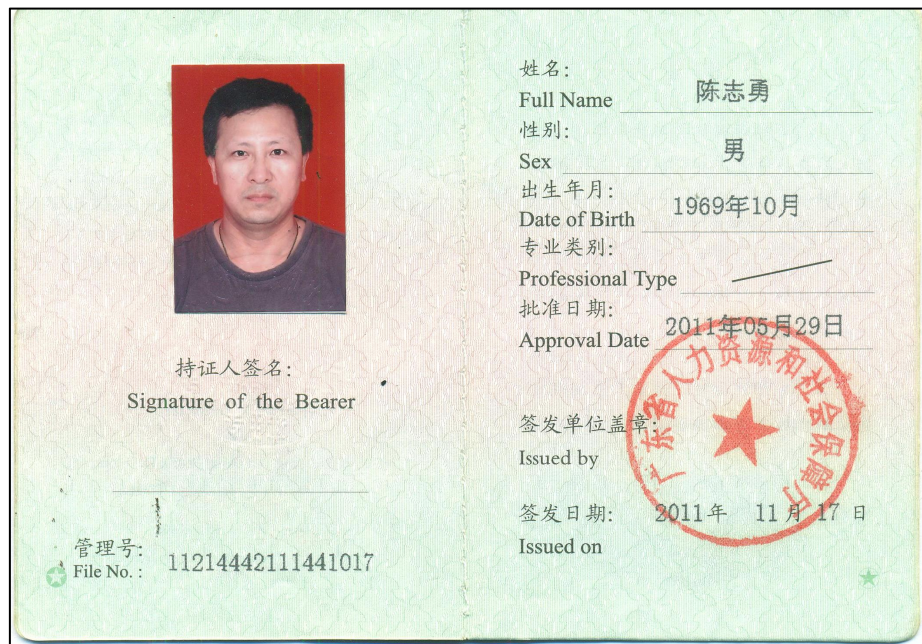 持证人签名:
Signature of the Bearer
管理号:
File No. :
11214442111441017
姓名:
Full Name
陈志勇
性别:
Sex
男
出生年月:
Date of Birth
1969年10月
专业类别:
Professional Type
批准日期:
Approval Date
2011年05月29日
签发单位盖章:
Issued by
广东省人力资源和社会保障厅
签发日期:
2011年 11月 17日
Issued on